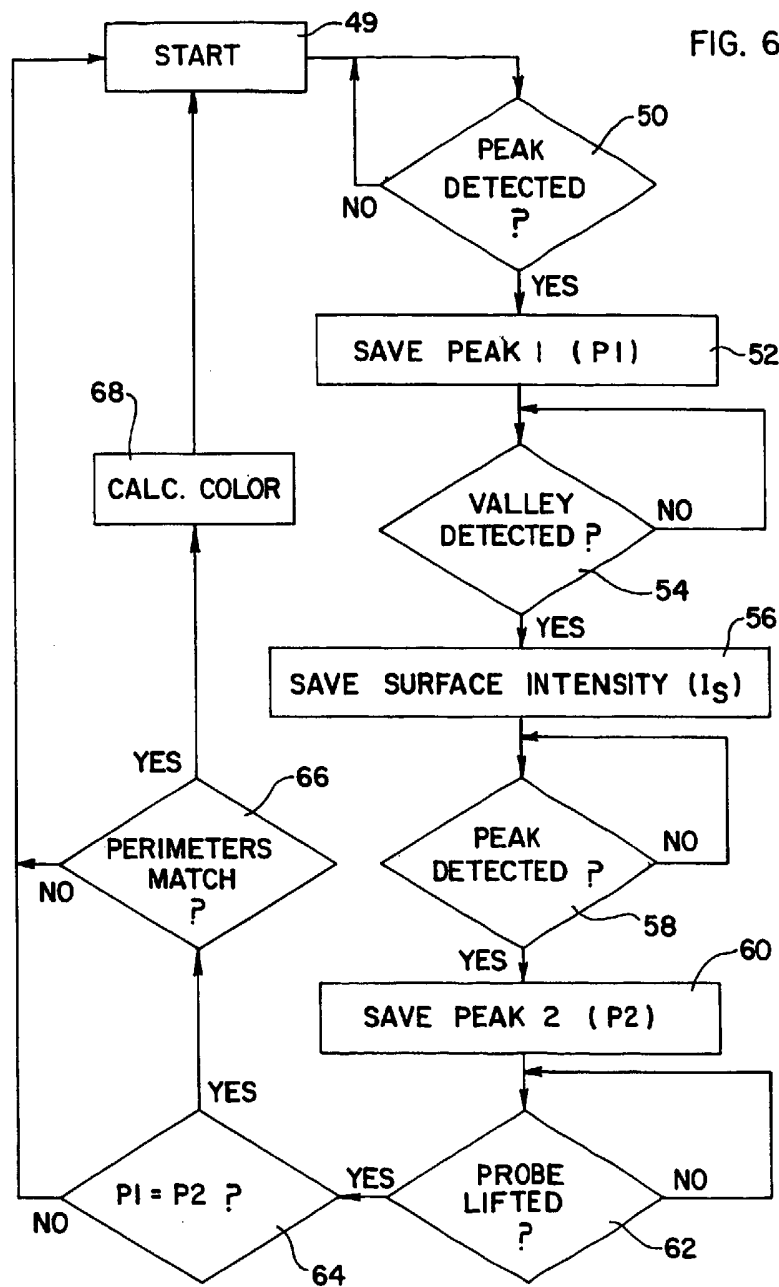 FIG. 6
49
START
50
PEAK
DETECTED
?
NO
YES
SAVE PEAK 1 (P1)
52
VALLEY
DETECTED ?
NO
54
YES
56
SAVE SURFACE INTENSITY (IS)
PEAK
DETECTED ?
NO
58
YES
60
SAVE PEAK 2 (P2)
PROBE
LIFTED
?
NO
62
YES
P1 = P2 ?
64
NO
YES
PERIMETERS
MATCH
?
66
NO
YES
68
CALC. COLOR